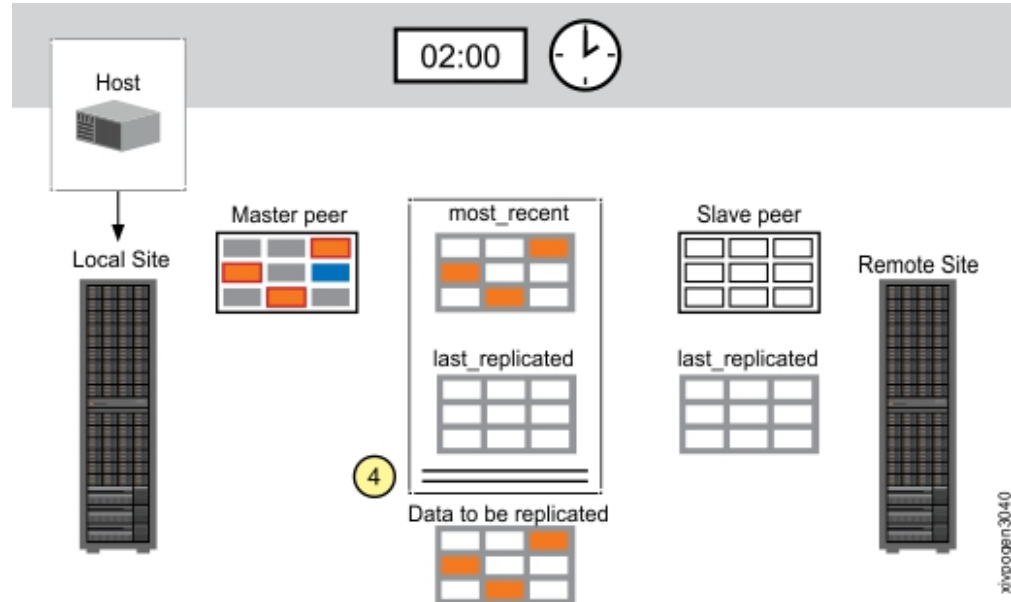 02:00
Host
Master peer
most_recent
Slave peer
Local Site
Remote Site
last_replicated
last_replicated
4
Data to be replicated
xivpogen3040